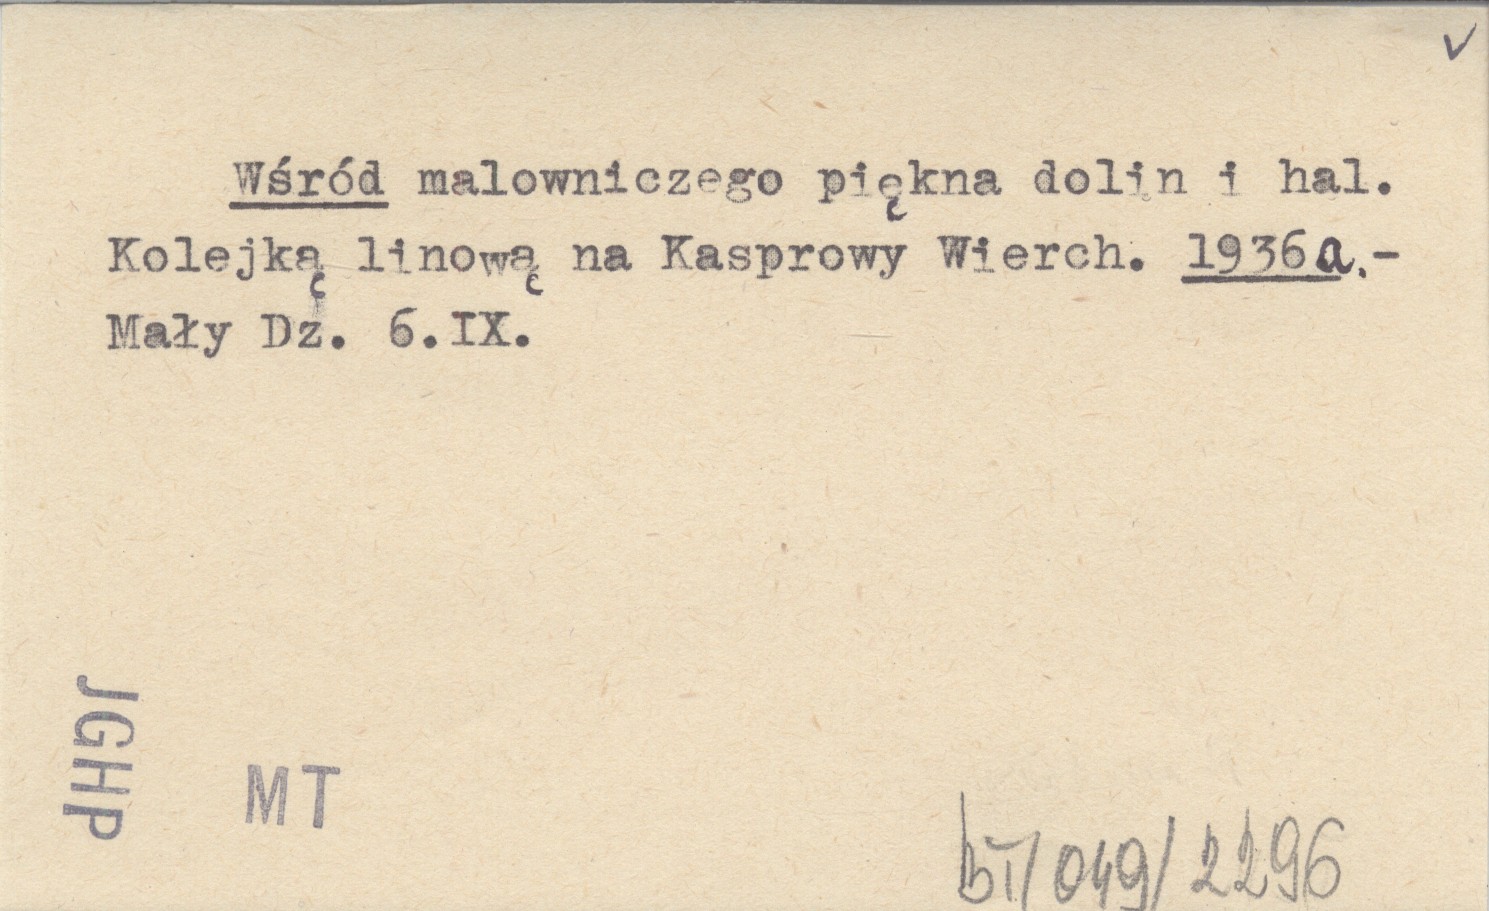 v
Wśród malowniczego piękna dolin i hal.
Kolejką linową na Kasprowy Wierch. 1936a.-
Mały Dz. 6.IX.
JGHP
MT
/049/2296